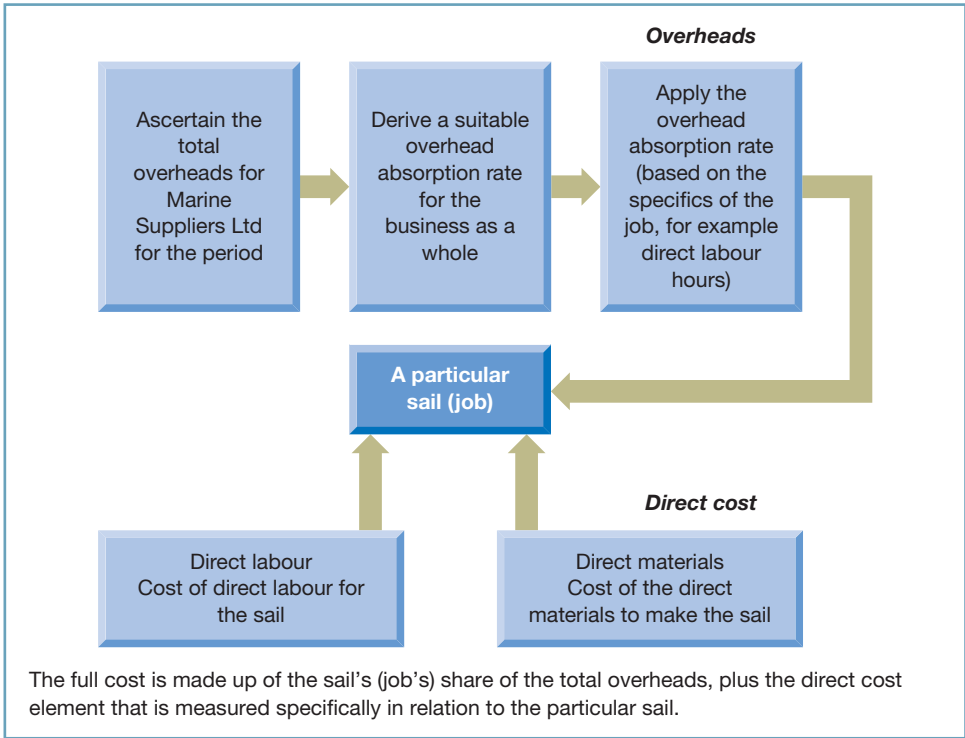 Overheads
Ascertain the
total
overheads for
Marine
Suppliers Ltd
for the period
Derive a suitable
overhead
absorption rate
for the
business as a
whole
Apply the
overhead
absorption rate
(based on the
specifics of the
job, for example
direct labour
hours)
A particular
sail (job)
Direct cost
Direct labour
Cost of direct labour for
the sail
Direct materials
Cost of the direct
materials to make the sail
The full cost is made up of the sail’s (job’s) share of the total overheads, plus the direct cost
element that is measured specifically in relation to the particular sail.